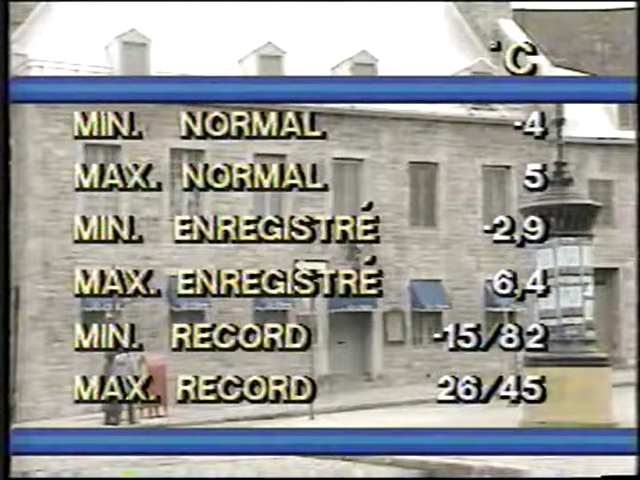 °C
MIN. NORMAL -4
MAX. NORMAL 5
MIN. ENREGISTRÉ -2,9
MAX. ENREGISTRÉ 6,4
MIN. RECORD -15/82
MAX. RECORD 26/45